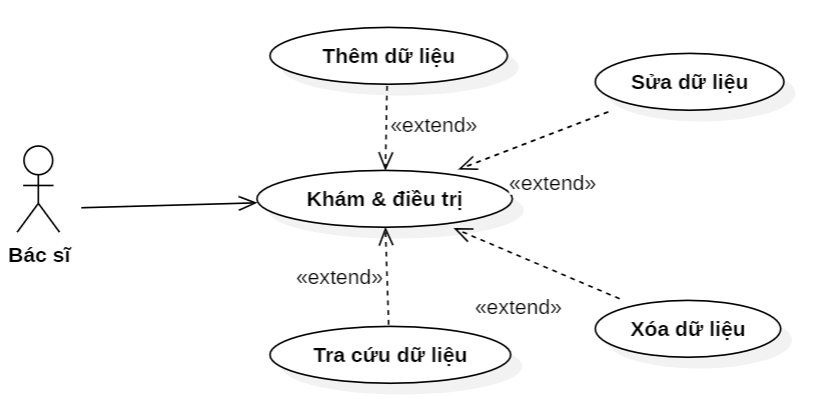 Thêm dữ liệu
Sửa dữ liệu
«extend»
«extend»
Khám & điều trị
Bác sĩ
«extend»
«extend»
Xóa dữ liệu
Tra cứu dữ liệu